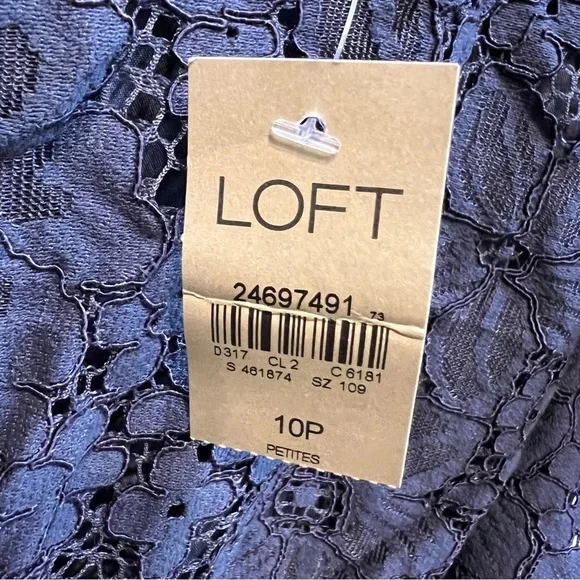 LOFT
24697491 73
D317 CL 2 C 6181
S 461874 SZ 109
10P
PETITES